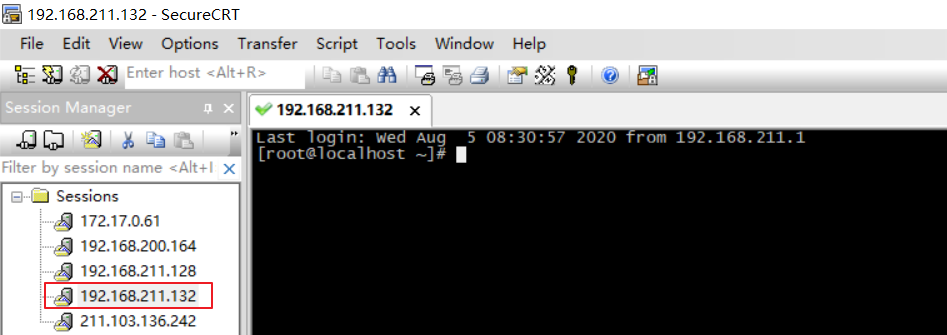 192.168.211.132 - SecureCRT
File Edit View Options Transfer Script Tools Window Help
Enter host <Alt+R>
Session Manager
192.168.211.132
Filter by session name <Alt+I
Sessions
172.17.0.61
192.168.200.164
192.168.211.128
192.168.211.132
211.103.136.242
Last login: Wed Aug  5 08:30:57 2020 from 192.168.211.1
[root@localhost ~]#